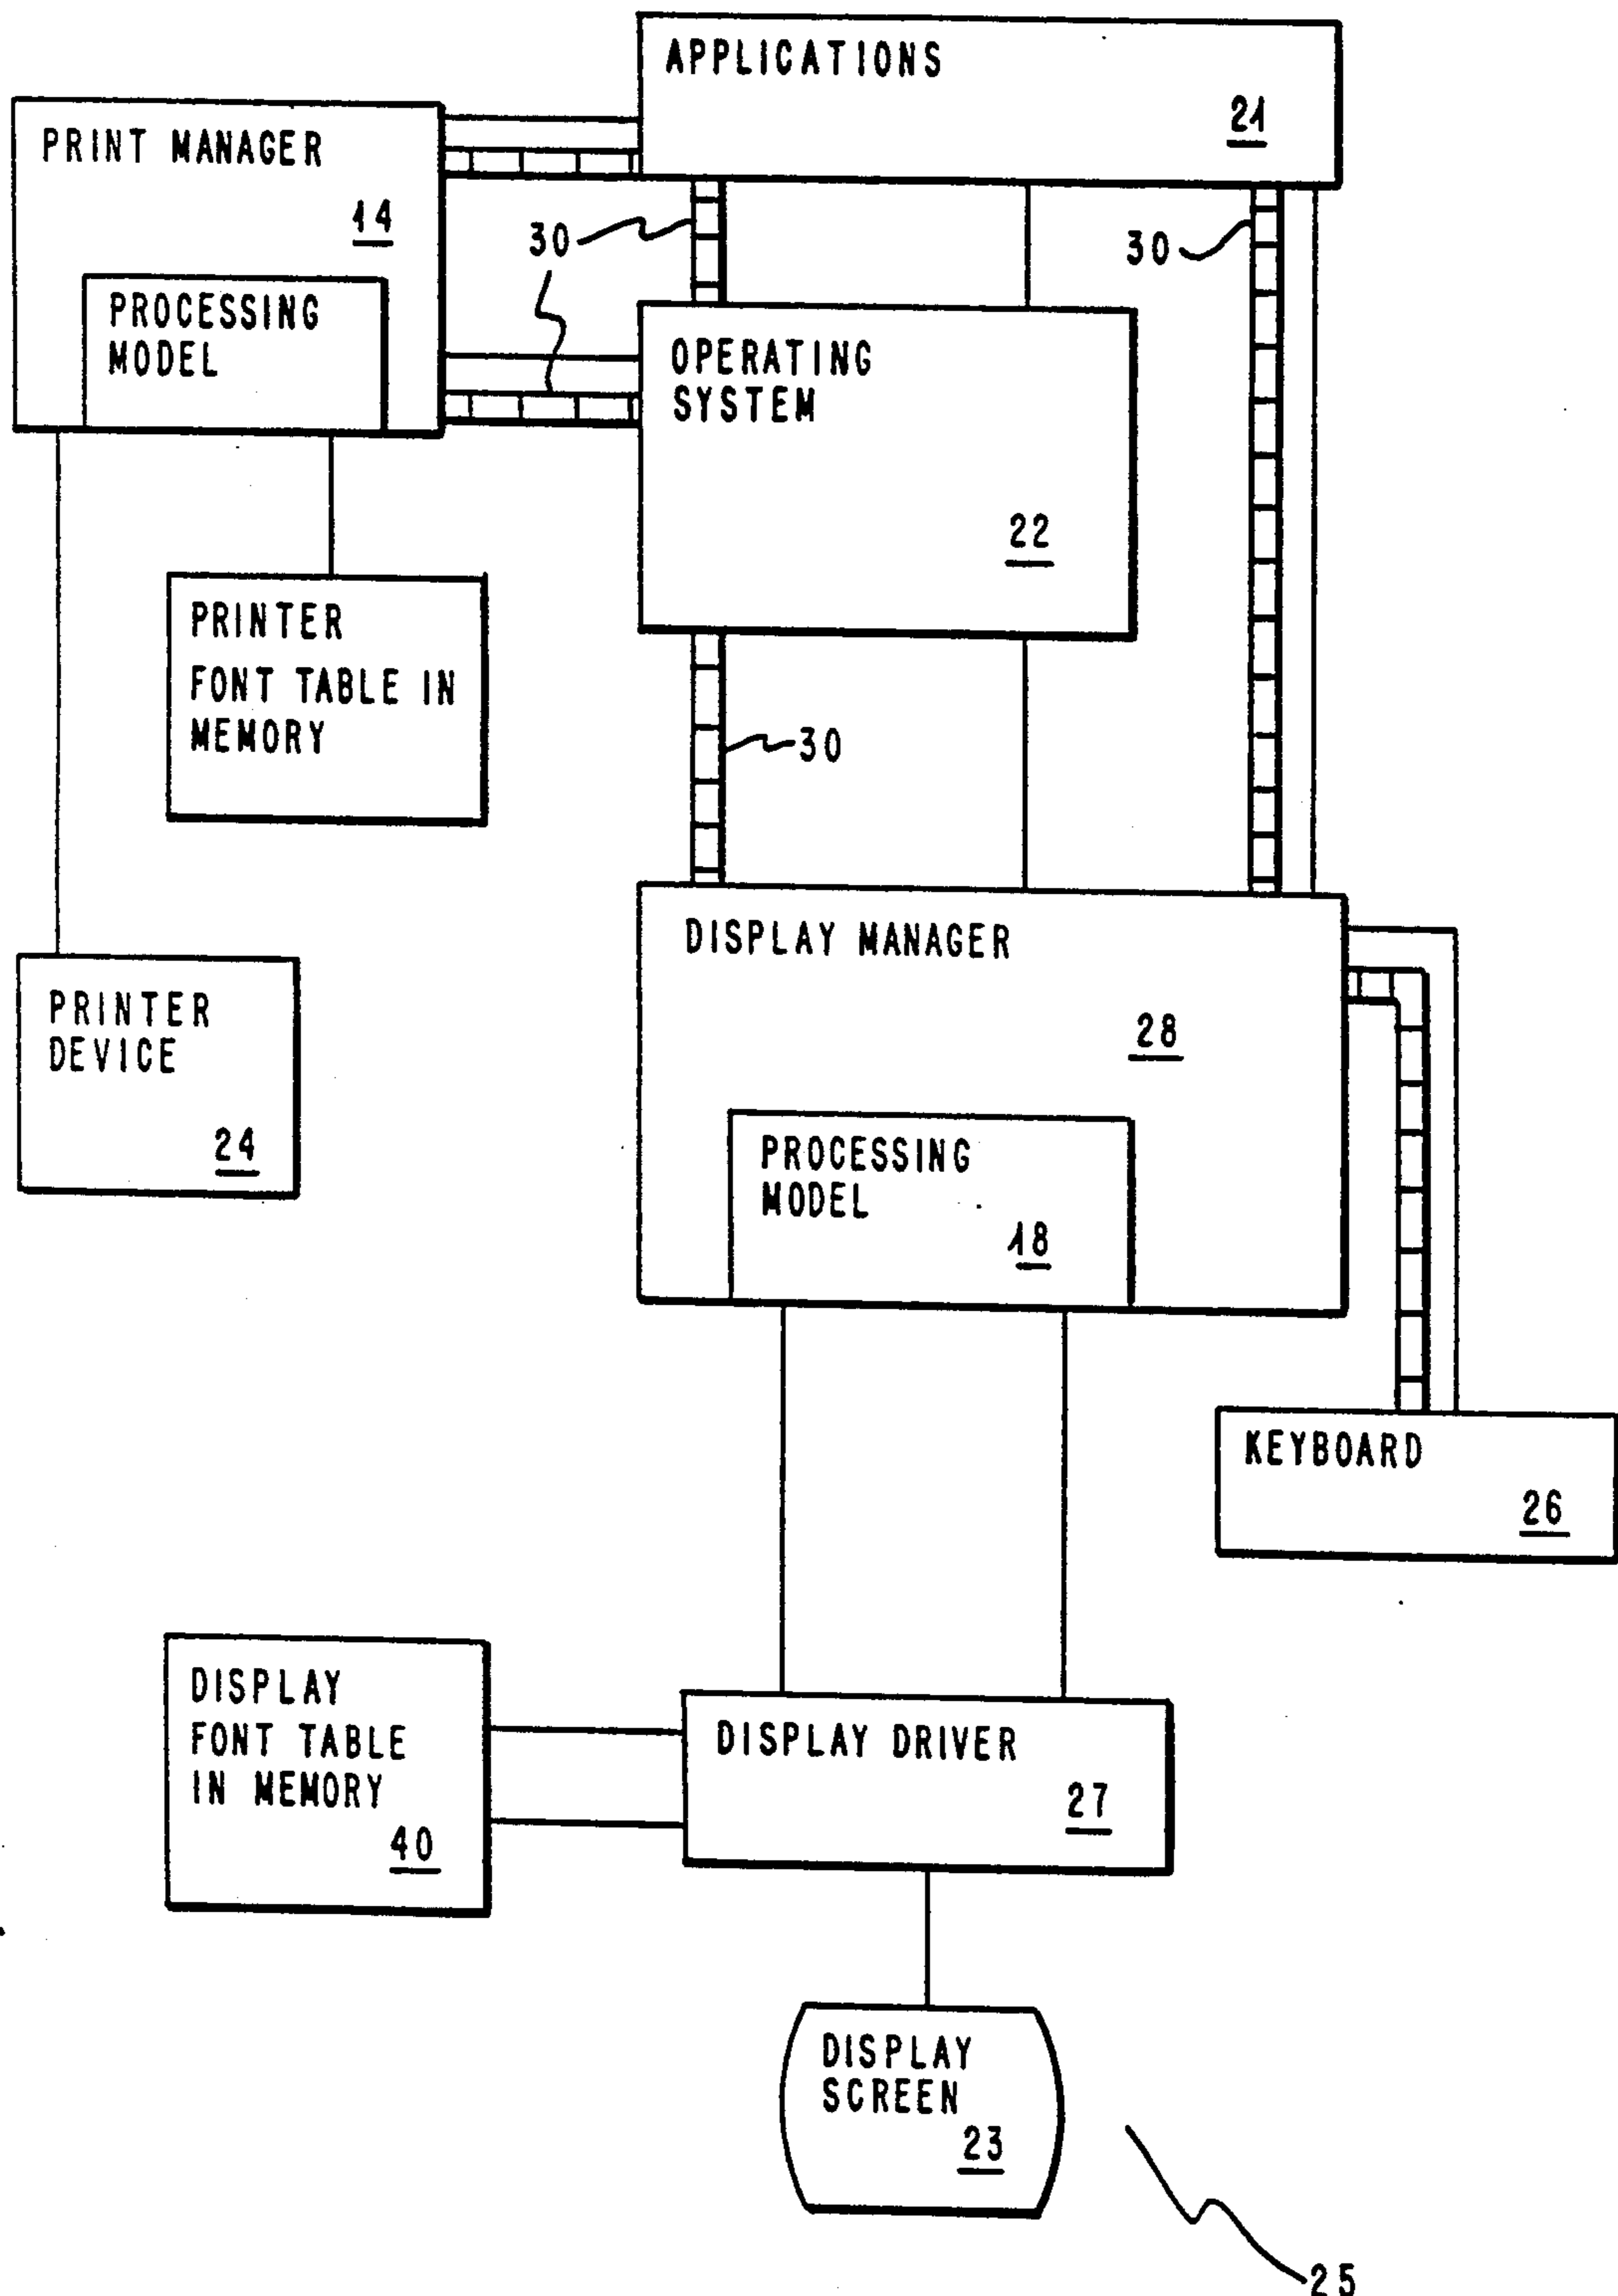 APPLICATIONS
21
PRINT MANAGER
14
PROCESSING
MODEL
30
30
OPERATING
SYSTEM
22
PRINTER
FONT TABLE IN
MEMORY
30
DISPLAY MANAGER
28
PROCESSING
MODEL
18
PRINTER
DEVICE
24
KEYBOARD
26
DISPLAY
FONT TABLE
IN MEMORY
40
DISPLAY DRIVER
27
DISPLAY
SCREEN
23
25